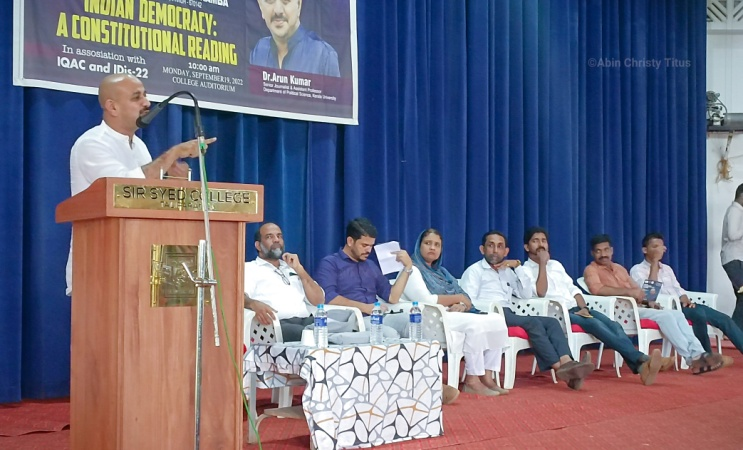 INDIAN DEMOCRACY:
A CONSTITUTIONAL READING
In association with
IQAC and IDis-22
10:00 am
MONDAY, SEPTEMBER 19, 2022
COLLEGE AUDITORIUM
Dr.Arun Kumar
Senior Journalist & Assistant Professor
Department of Political Science, Kerala University
©Abin Christy Titus
SIR SYED COLLEGE